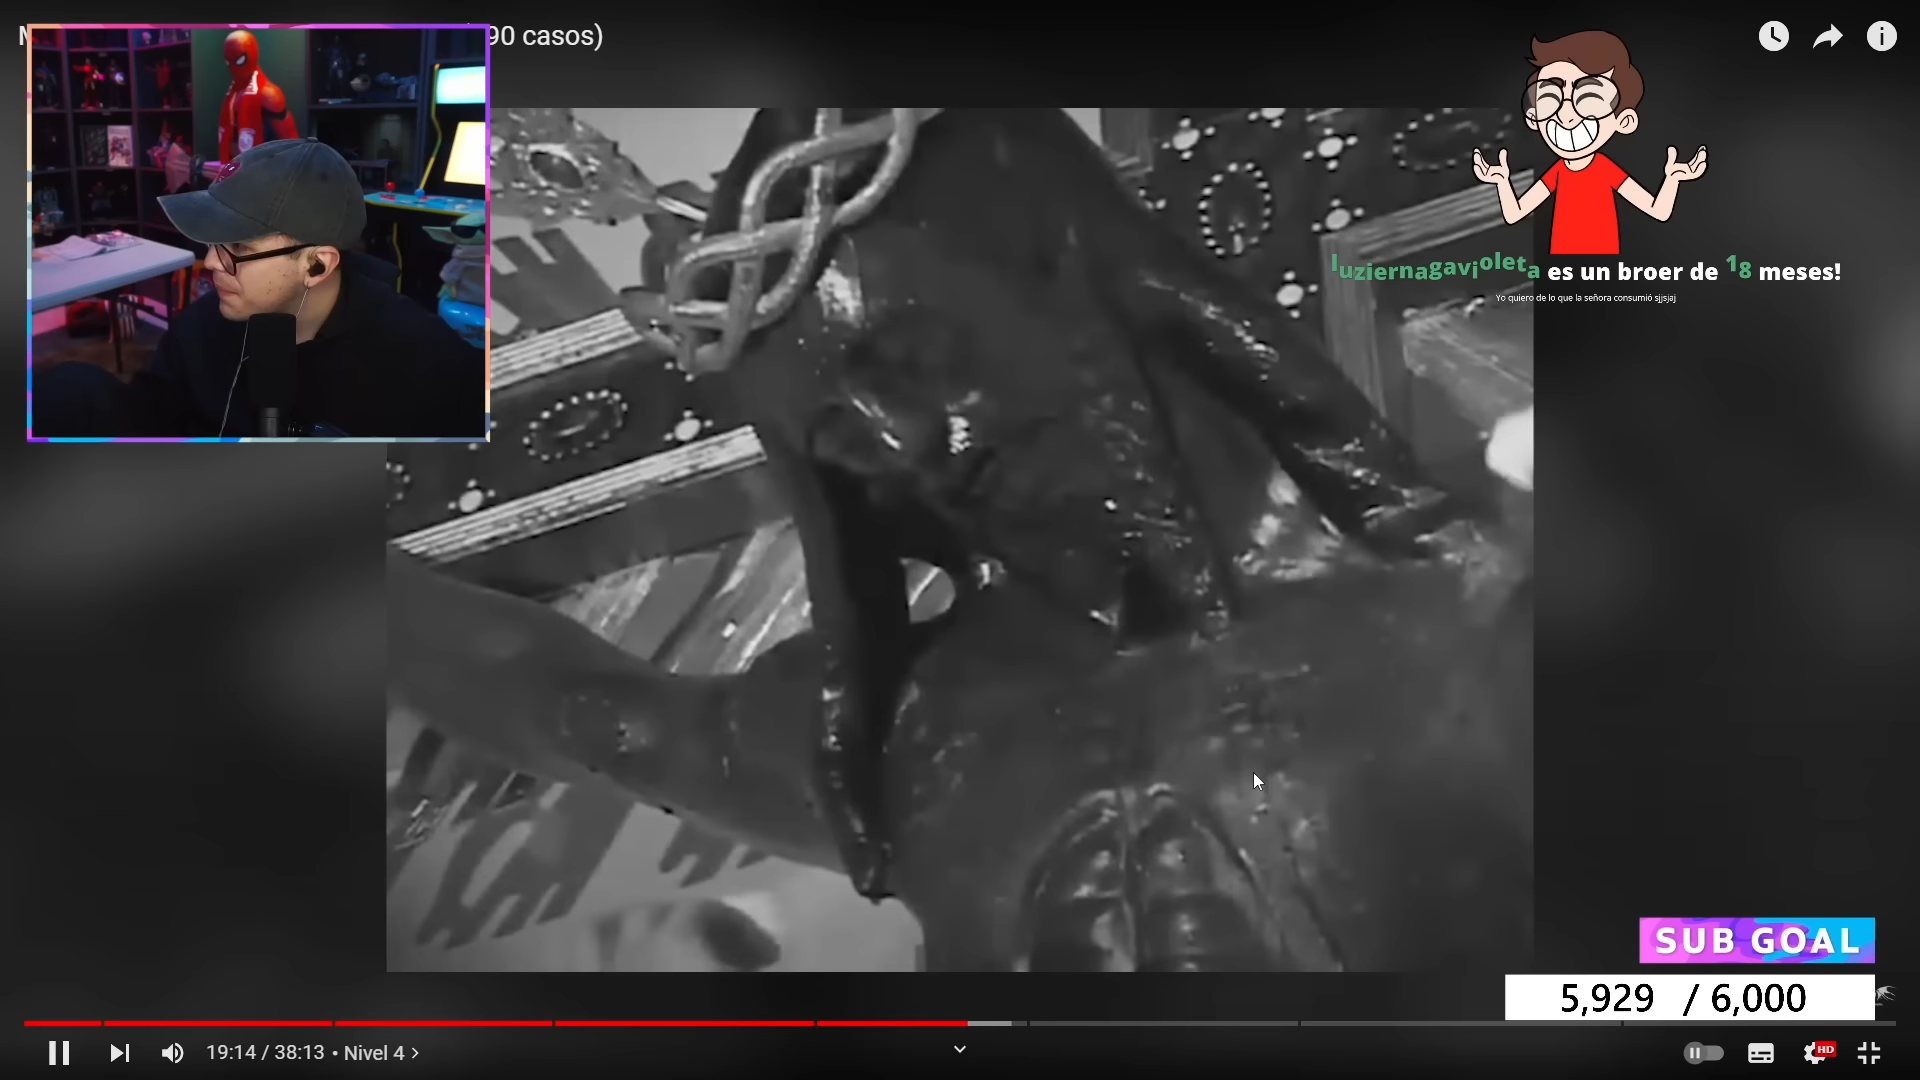 90 casos)
luziernagavioleta es un broer de 18 meses!
Yo quiero de lo que la señora consumió sjjsjaj
SUB GOAL
5,929 / 6,000
19:14 / 38:13 • Nivel 4
HD